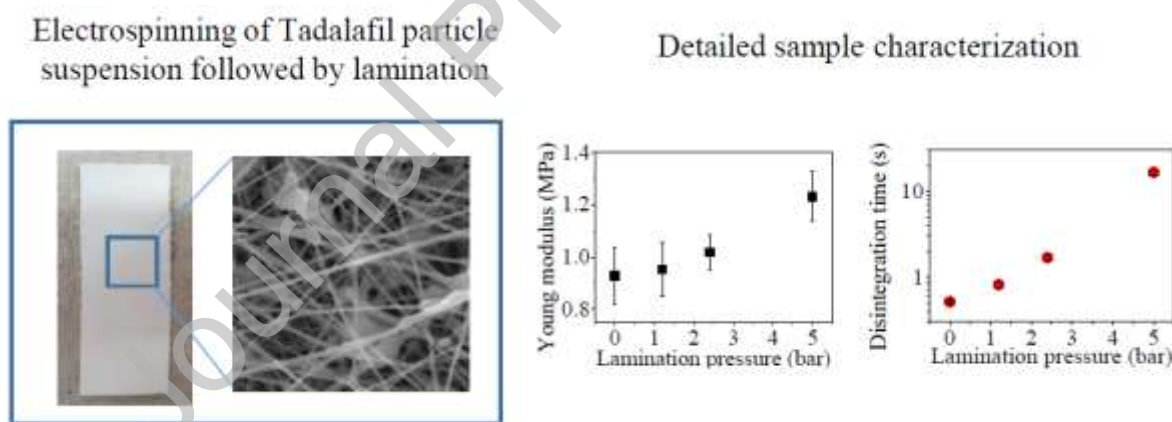 Electrospinning of Tadalafil particle
suspension followed by lamination
Detailed sample characterization
Journal Pr
Young modulus (MPa)
1.4
1.2
1.0
0.8
0 1 2 3 4 5
Lamination pressure (bar)
Disintegration time (s)
10
1
0 1 2 3 4 5
Lamination pressure (bar)